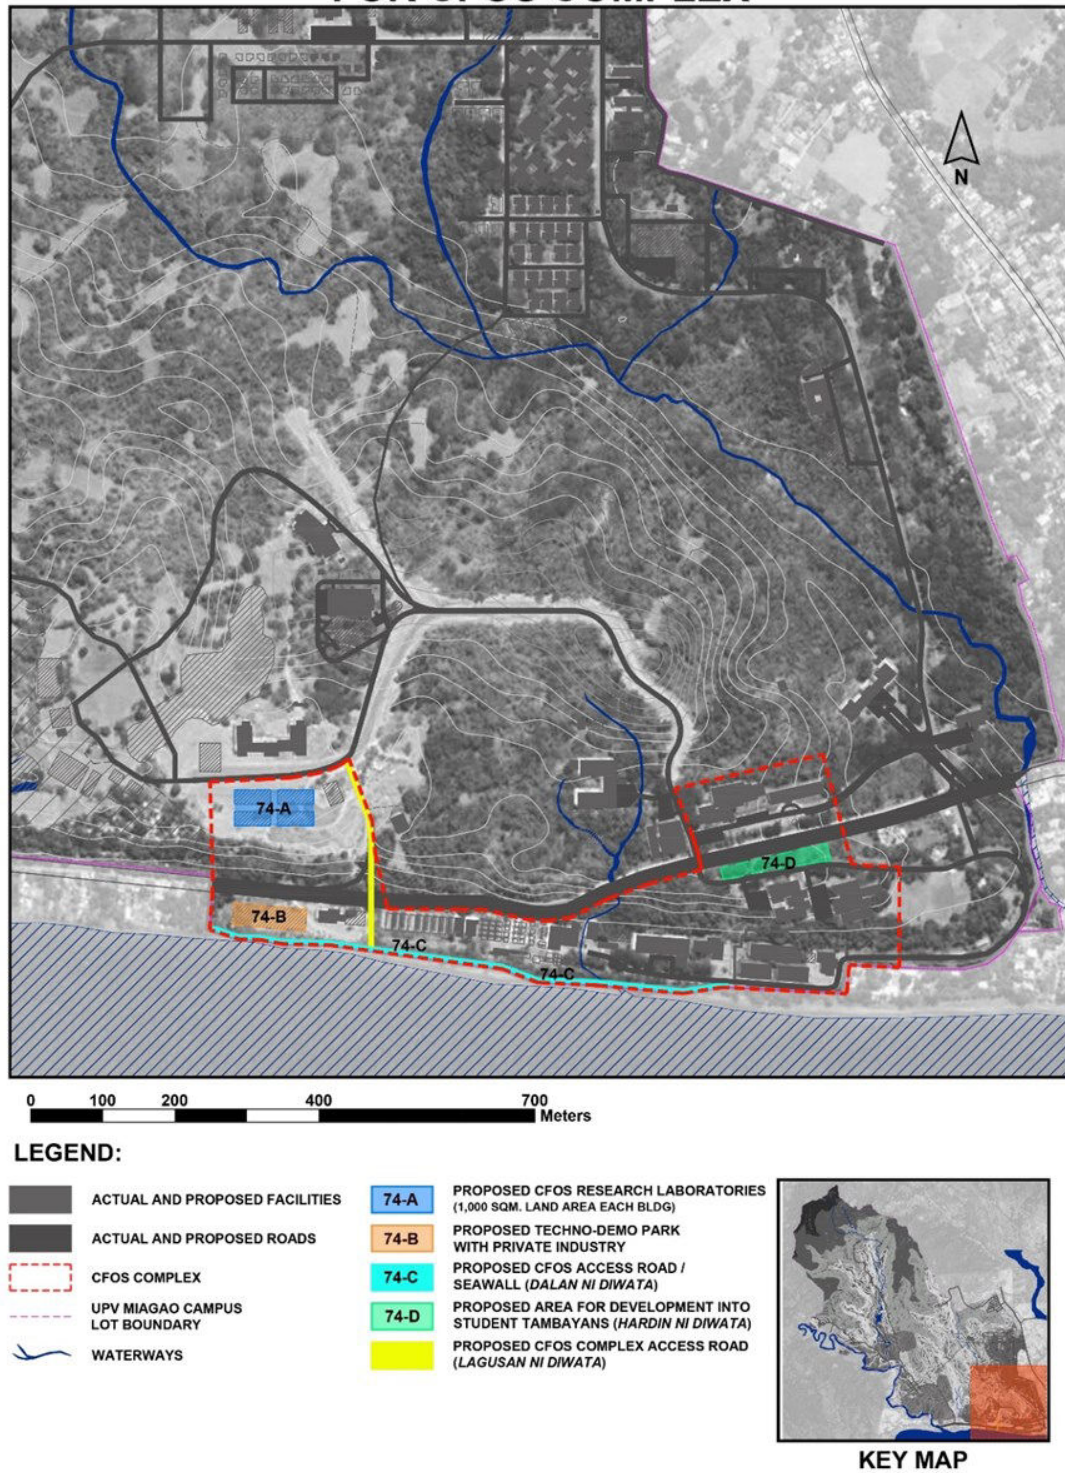 FOR CFOS COMPLEX
N
74-A
74-B
74-C
74-C
74-D
0 100 200 400 700
Meters
LEGEND:
ACTUAL AND PROPOSED FACILITIES
ACTUAL AND PROPOSED ROADS
CFOS COMPLEX
UPV MIAGAO CAMPUS
LOT BOUNDARY
WATERWAYS
74-A PROPOSED CFOS RESEARCH LABORATORIES
(1,000 SQM. LAND AREA EACH BLDG)
74-B PROPOSED TECHNO-DEMO PARK
WITH PRIVATE INDUSTRY
74-C PROPOSED CFOS ACCESS ROAD /
SEAWALL (DALAN NI DIWATA)
74-D PROPOSED AREA FOR DEVELOPMENT INTO
STUDENT TAMBAYANS (HARDIN NI DIWATA)
PROPOSED CFOS COMPLEX ACCESS ROAD
(LAGUSAN NI DIWATA)
KEY MAP